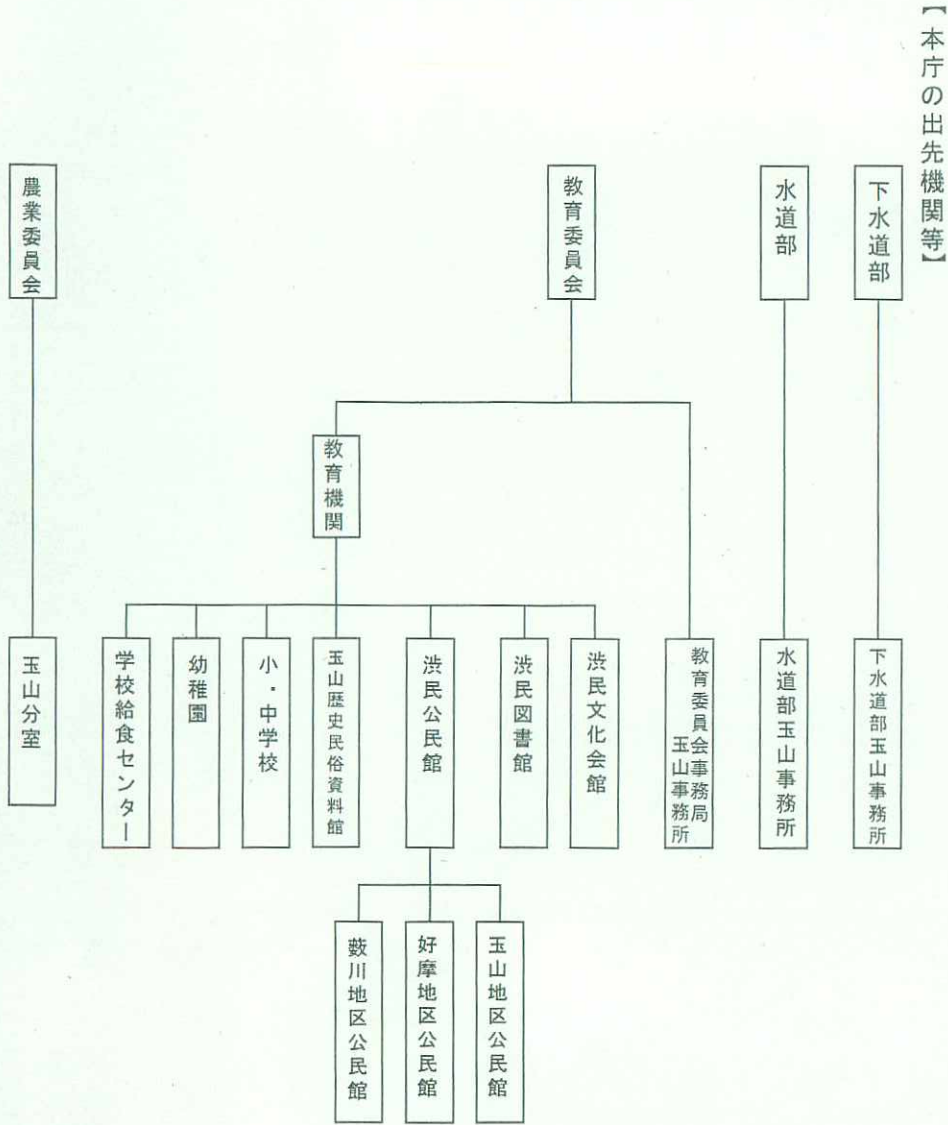 【本庁の出先機関等】
下水道部
水道部
教育委員会
農業委員会
教育機関
下水道部玉山事務所
水道部玉山事務所
教育委員会事務局
玉山事務所
渋民文化会館
渋民図書館
渋民公民館
玉山歴史民俗資料館
小・中学校
幼稚園
学校給食センター
玉山分室
玉山地区公民館
好摩地区公民館
薮川地区公民館